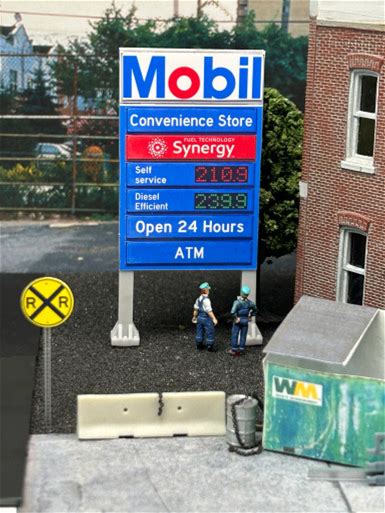 Mobil
Convenience Store
FUEL TECHNOLOGY
Synergy
Self
service
210.9
Diesel
Efficient
239.9
Open 24 Hours
ATM
R R
WM